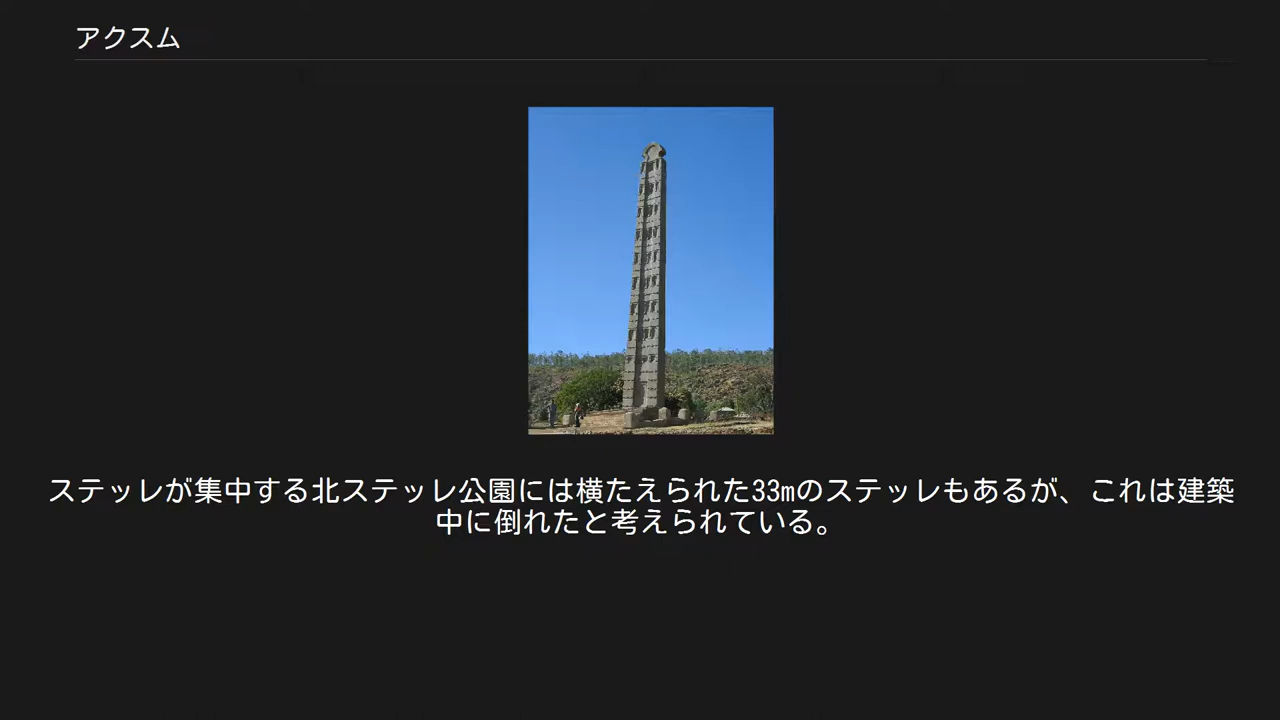 アクスム
ステッレが集中する北ステッレ公園には横たえられた33mのステッレもあるが、これは建築
中に倒れたと考えられている。